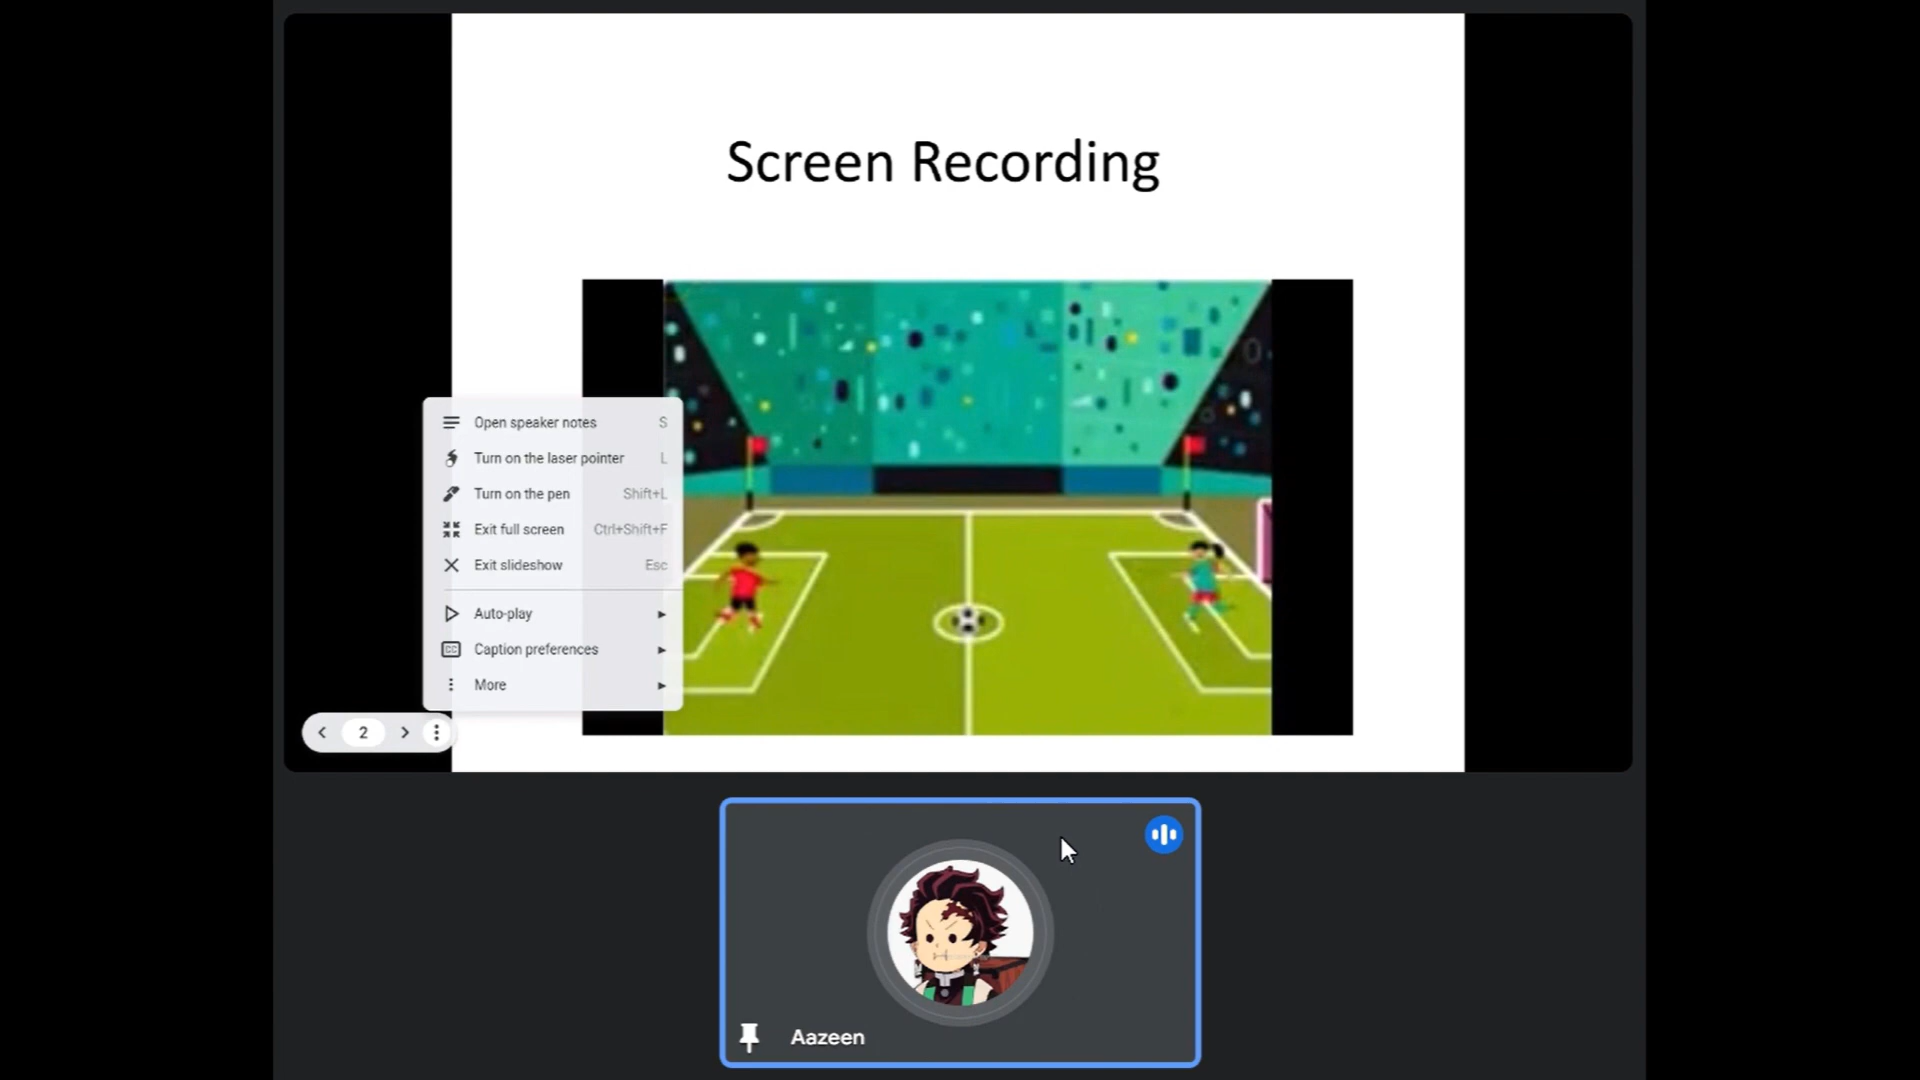 Screen Recording
Open speaker notes S
Turn on the laser pointer L
Turn on the pen Shift+L
Exit full screen Ctrl+Shift+F
Exit slideshow Esc
Auto-play
CC Caption preferences
More
2
Aazeen